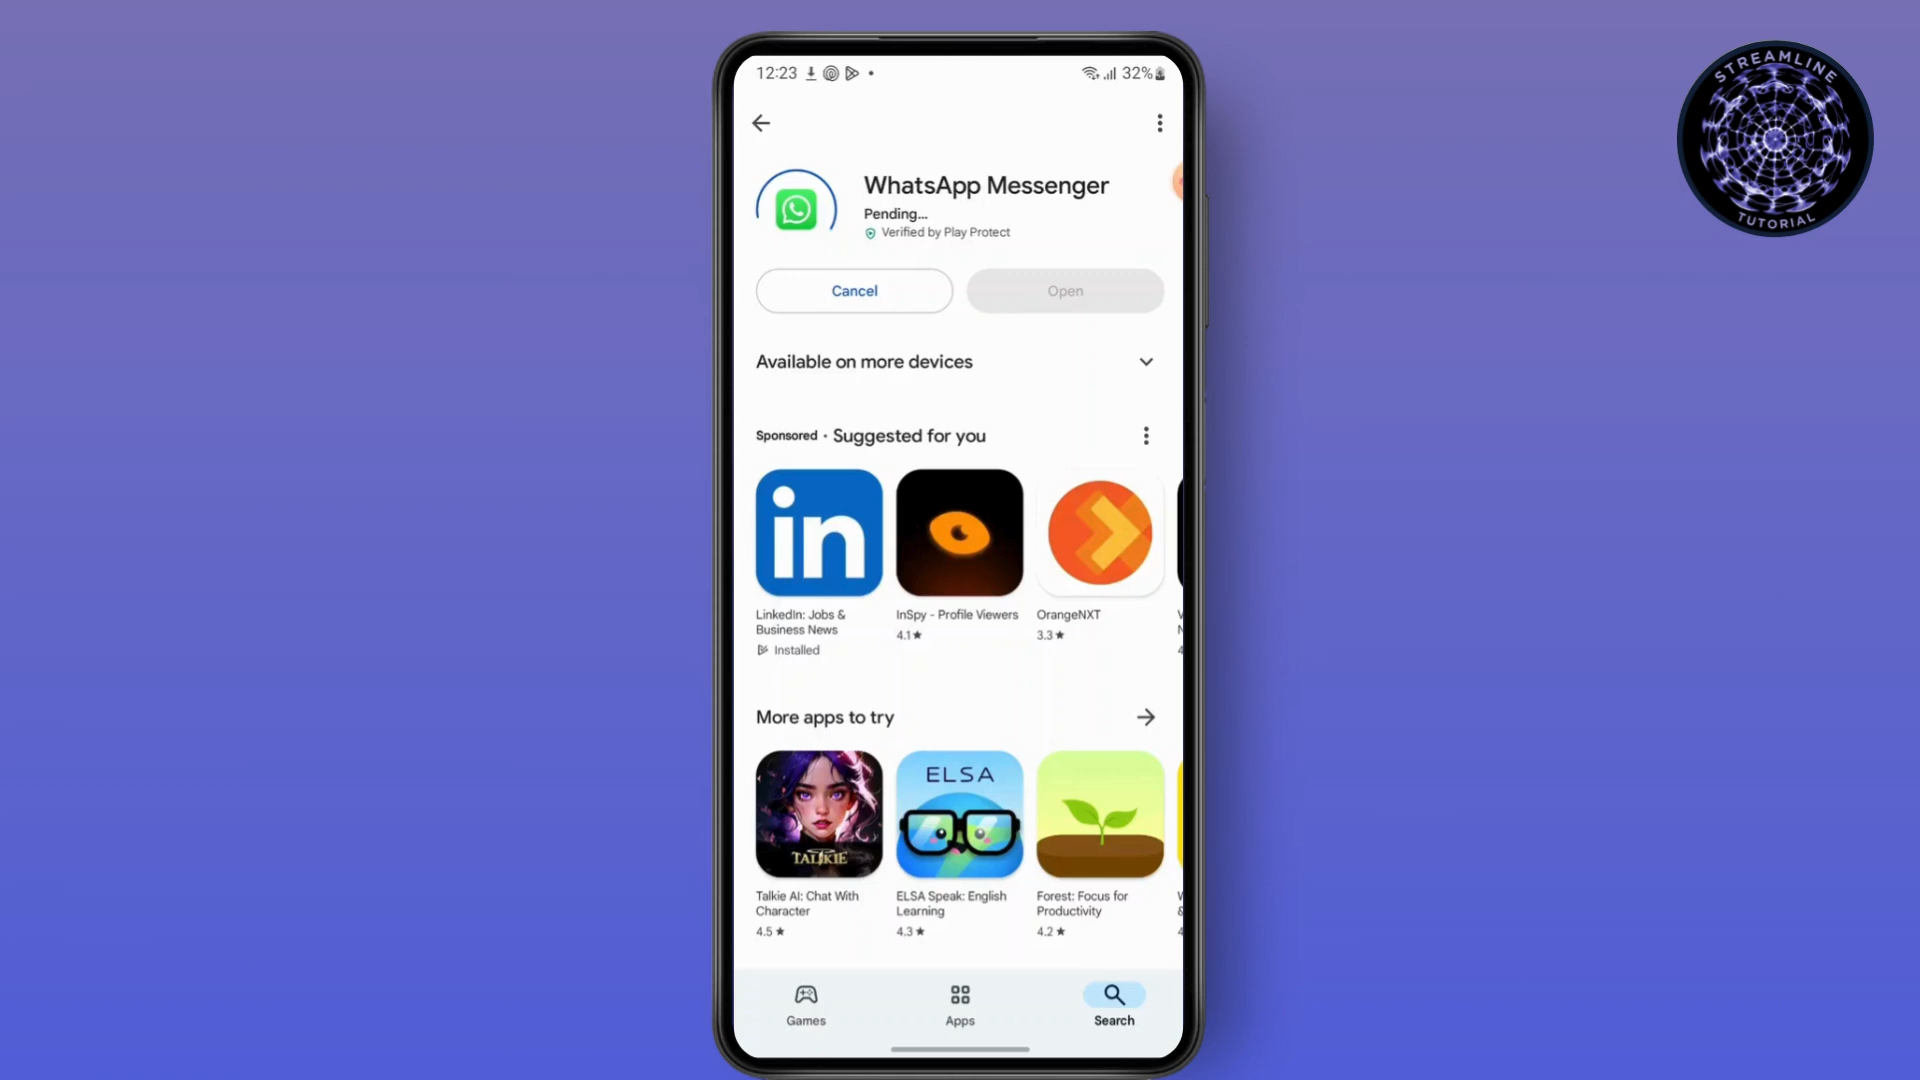 STREAMLINE
TUTORIAL
12:23
32%
WhatsApp Messenger
Pending...
Verified by Play Protect
Cancel
Open
Available on more devices
Sponsored • Suggested for you
LinkedIn: Jobs &
Business News
Installed
InSpy - Profile Viewers
4.1★
OrangeNXT
3.3★
More apps to try
TALKIE
ELSA
Talkie AI: Chat With
Character
4.5★
ELSA Speak: English
Learning
4.3★
Forest: Focus for
Productivity
4.2★
Games
Apps
Search